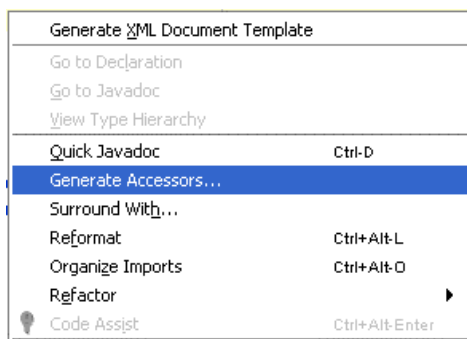 Generate XML Document Template
Go to Declaration
Go to Javadoc
View Type Hierarchy
Quick Javadoc Ctrl-D
Generate Accessors...
Surround With...
Reformat Ctrl+Alt-L
Organize Imports Ctrl+Alt-O
Refactor
Code Assist Ctrl+Alt-Enter